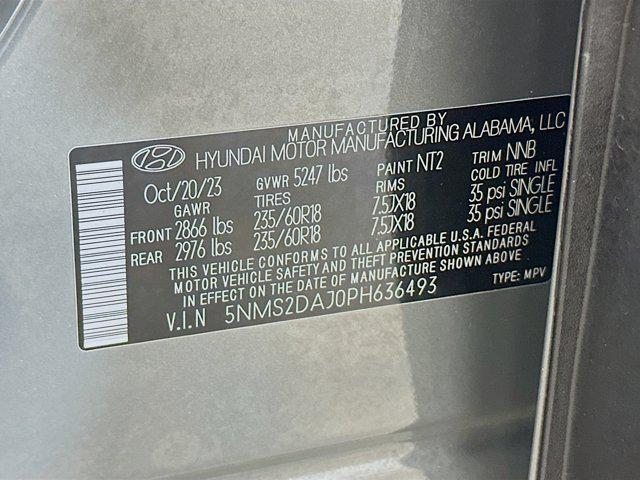 MANUFACTURED BY
HYUNDAI MOTOR MANUFACTURING ALABAMA, LLC
Oct/20/23 GVWR 5247 lbs PAINT NT2 TRIM NNB
GAWR TIRES RIMS COLD TIRE INFL
FRONT 2866 lbs 235/60R18 7.5JX18 35 psi SINGLE
REAR 2976 lbs 235/60R18 7.5JX18 35 psi SINGLE
THIS VEHICLE CONFORMS TO ALL APPLICABLE U.S.A. FEDERAL
MOTOR VEHICLE SAFETY AND THEFT PREVENTION STANDARDS
IN EFFECT ON THE DATE OF MANUFACTURE SHOWN ABOVE
V.I.N 5NMS2DAJ0PH636493 TYPE: MPV